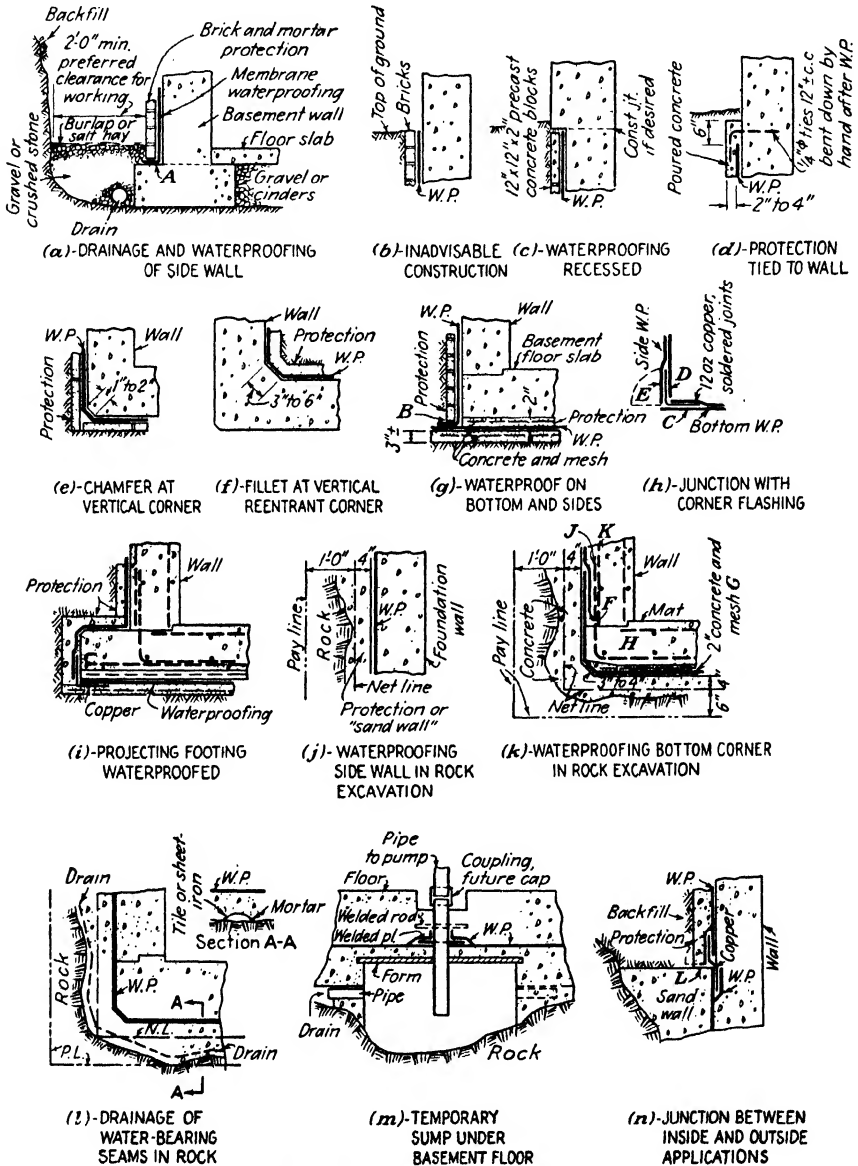 Backfill
2'-0" min.
preferred
clearance for
working
Burlap or
salt hay
Gravel or
crushed stone
Drain
Brick and mortar
protection
Membrane
waterproofing
Basement wall
Floor slab
A
Gravel or
cinders
(a)-DRAINAGE AND WATERPROOFING
OF SIDE WALL
Top of ground
Bricks
W.P.
(b)-INADVISABLE
CONSTRUCTION
12"x12"x2" precast
concrete blocks
Const. jt.
if desired
W.P.
(c)-WATERPROOFING
RECESSED
Poured concrete
6"
W.P.
2" to 4"
1/4"ϕ ties 12"± c.c
bent down by
hand after W.P.
(d)-PROTECTION
TIED TO WALL
W.P.
Wall
Protection
1" to 2"
(e)-CHAMFER AT
VERTICAL CORNER
Wall
Protection
W.P.
3" to 6"
(f)-FILLET AT VERTICAL
REENTRANT CORNER
W.P.
Wall
Basement
floor slab
Protection
B
2"
Protection
W.P.
3"±
Concrete and mesh
(g)-WATERPROOF ON
BOTTOM AND SIDES
Side W.P.
D
E
C
12 oz copper,
soldered joints
Bottom W.P.
(h)-JUNCTION WITH
CORNER FLASHING
Protection
Wall
Copper
Waterproofing
(i)-PROJECTING FOOTING
WATERPROOFED
1'-0"
4"
Pay line
Rock
W.P.
Foundation
wall
Net line
Protection or
"sand wall"
(j)-WATERPROOFING
SIDE WALL IN ROCK
EXCAVATION
J
K
1'-0"
4"
Wall
F
Mat
H
Pay line
Concrete
Net line
3" to 4"
2" concrete and
mesh G
4"
6"
(k)-WATERPROOFING BOTTOM CORNER
IN ROCK EXCAVATION
Drain
Tile or sheet-
iron
W.P.
Mortar
Section A-A
Rock
W.P.
A
N.L.
P.L.
Drain
A
(l)-DRAINAGE OF
WATER-BEARING
SEAMS IN ROCK
Pipe
to pump
Floor
Coupling,
future cap
Welded rods
Welded pl.
W.P.
Form
Pipe
Drain
Rock
(m)-TEMPORARY
SUMP UNDER
BASEMENT FLOOR
W.P.
Backfill
Protection
Copper
L
W.P.
Sand
wall
Wall
(n)-JUNCTION BETWEEN
INSIDE AND OUTSIDE
APPLICATIONS